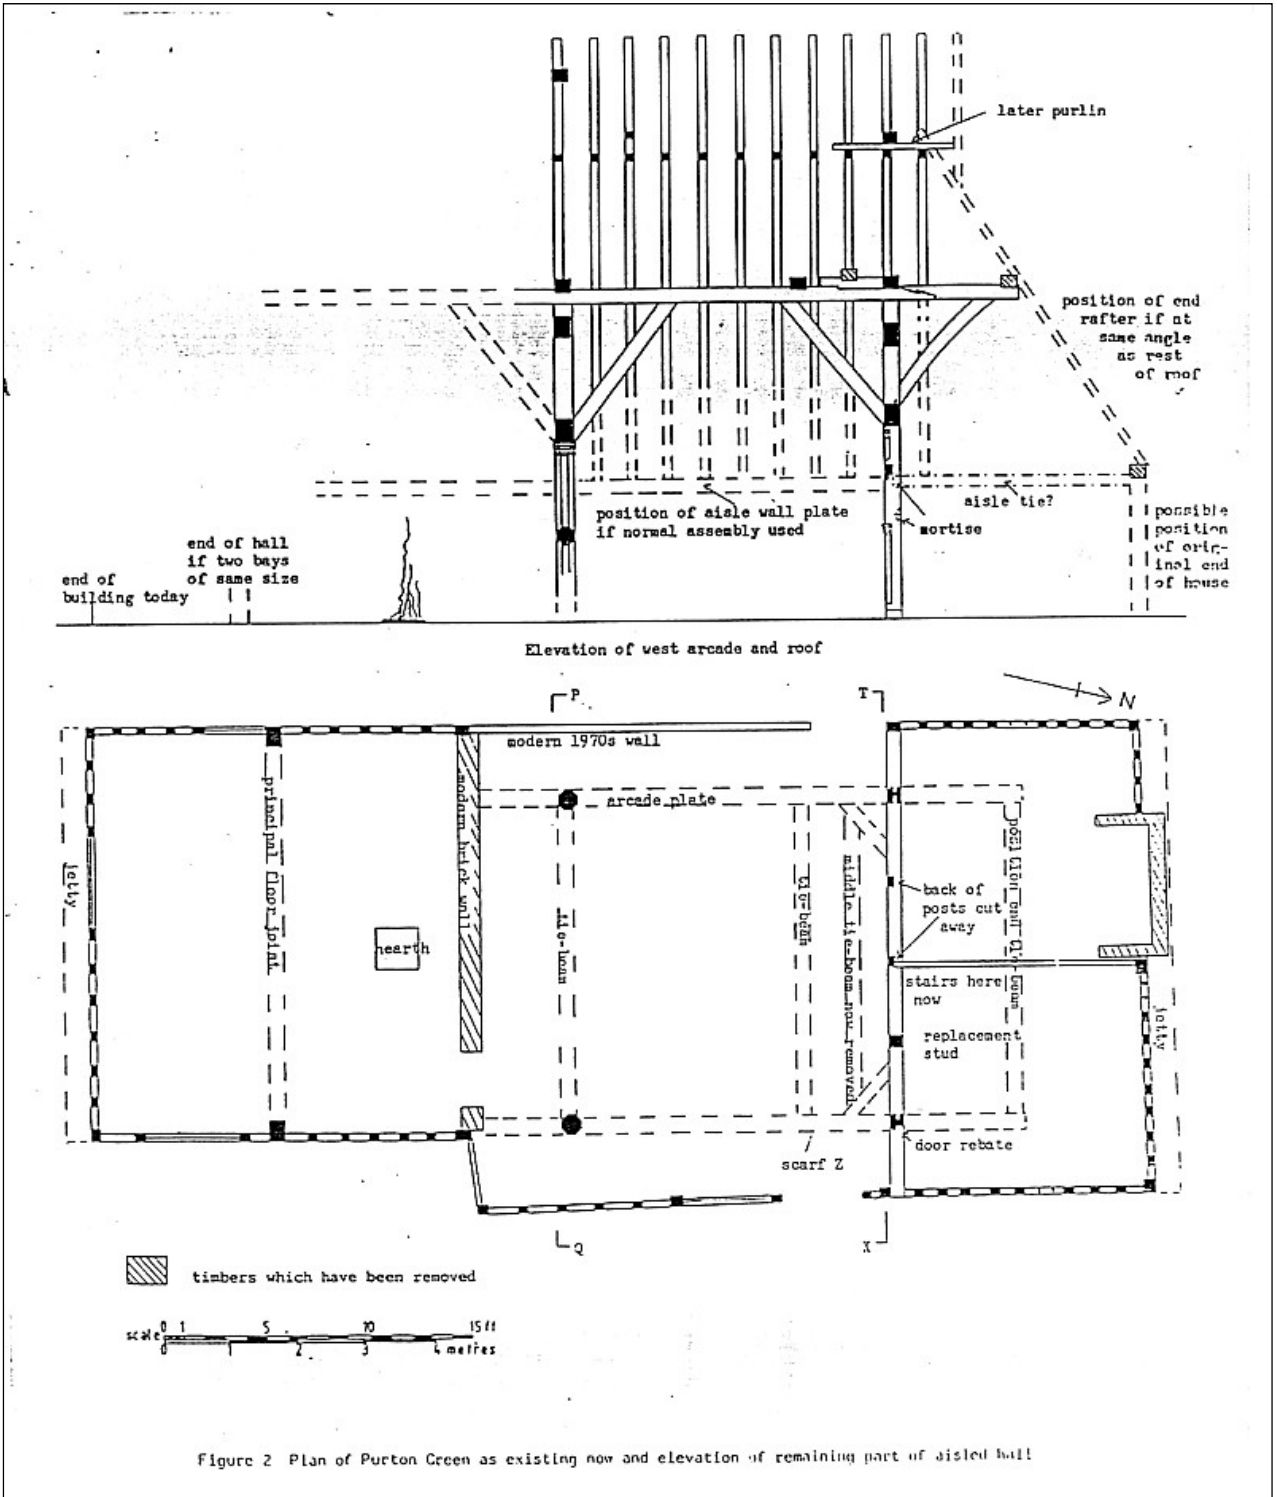 later purlin
position of end
rafter if at
same angle
as rest
of roof
aisle tie?
position of aisle wall plate
if normal assembly used
mortise
possible
position
of orig-
inal end
of house
end of hall
if two bays
of same size
end of
building today
Elevation of west arcade and roof
P
T
N
modern 1970s wall
arcade plate
principal floor joint
modern brick wall
jetty
hearth
tie-beam
tie-beam
middle tie-beam now removed
position end tie-beam
back of
posts cut
away
stairs here
now
replacement
stud
jetty
door rebate
scarf Z
Q
X
timbers which have been removed
scale 0 1 5 10 15ft
0 1 2 3 4 metres
Figure 2 Plan of Purton Green as existing now and elevation of remaining part of aisled hall